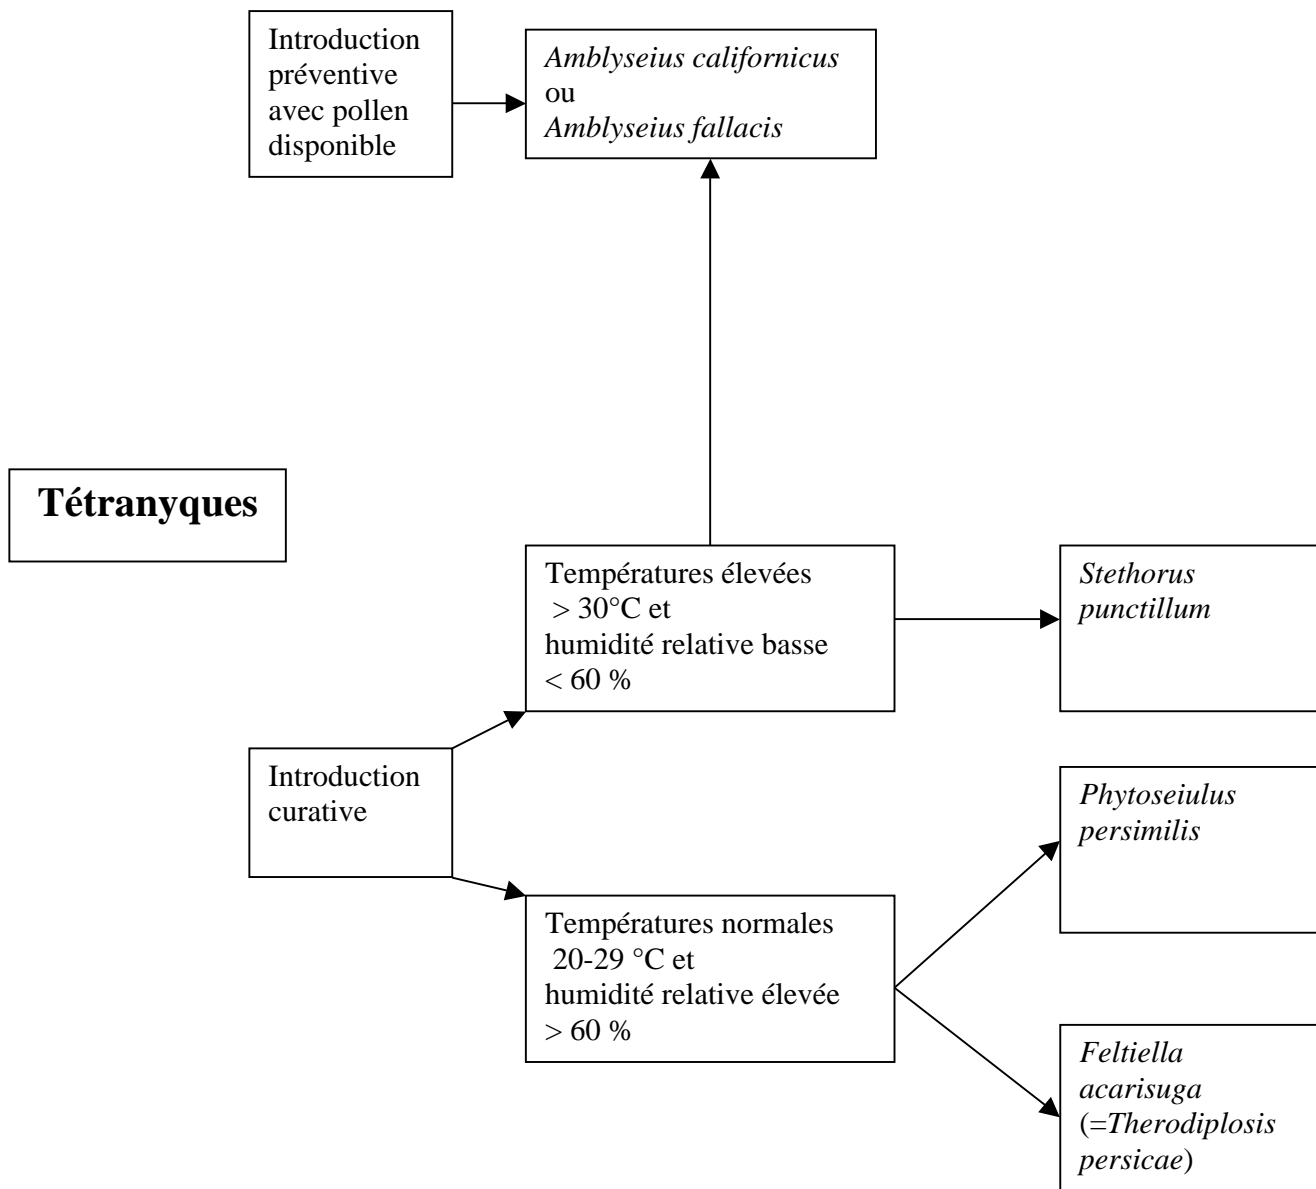 Introduction
préventive
avec pollen
disponible
Amblyseius californicus
ou
Amblyseius fallacis
Tétranyques
Températures élevées
> 30°C et
humidité relative basse
< 60 %
Stethorus
punctillum
Introduction
curative
Phytoseiulus
persimilis
Températures normales
20-29 °C et
humidité relative élevée
> 60 %
Feltiella
acarisuga
(=Therodiplosis
persicae)